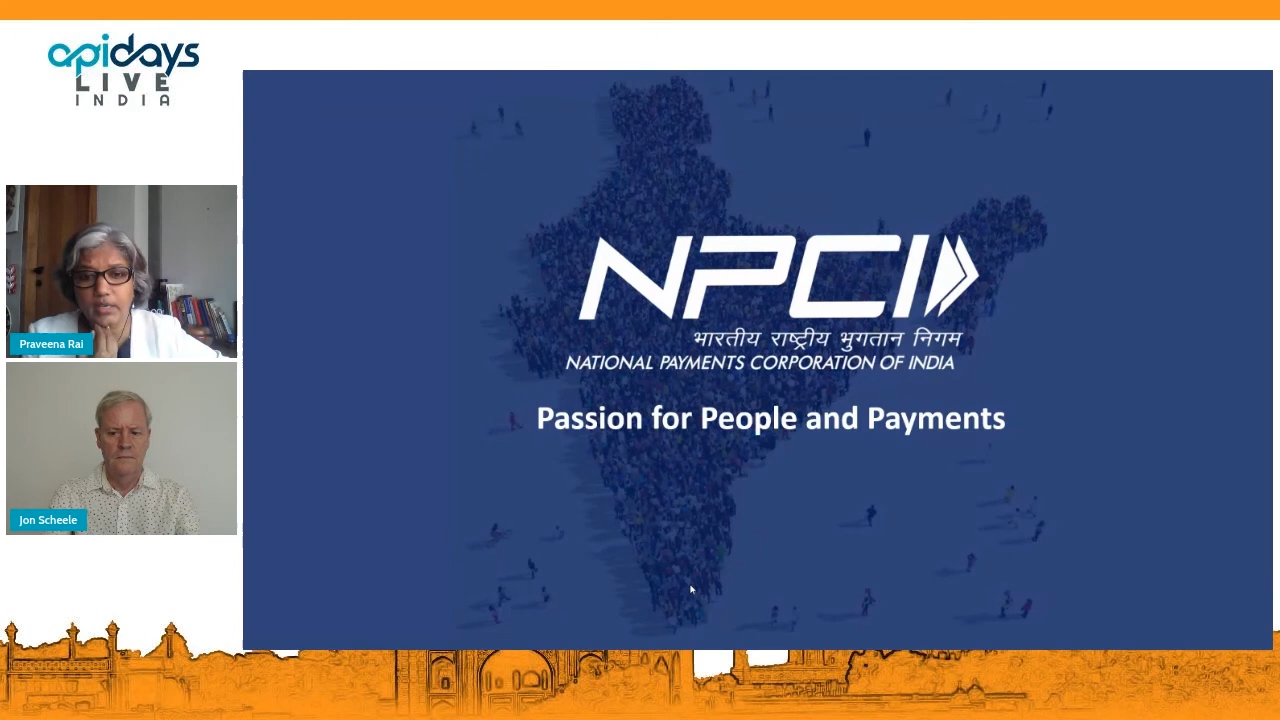 apidays
LIVE
INDIA
Praveena Rai
Jon Scheele
NPCI
भारतीय राष्ट्रीय भुगतान निगम
NATIONAL PAYMENTS CORPORATION OF INDIA
Passion for People and Payments